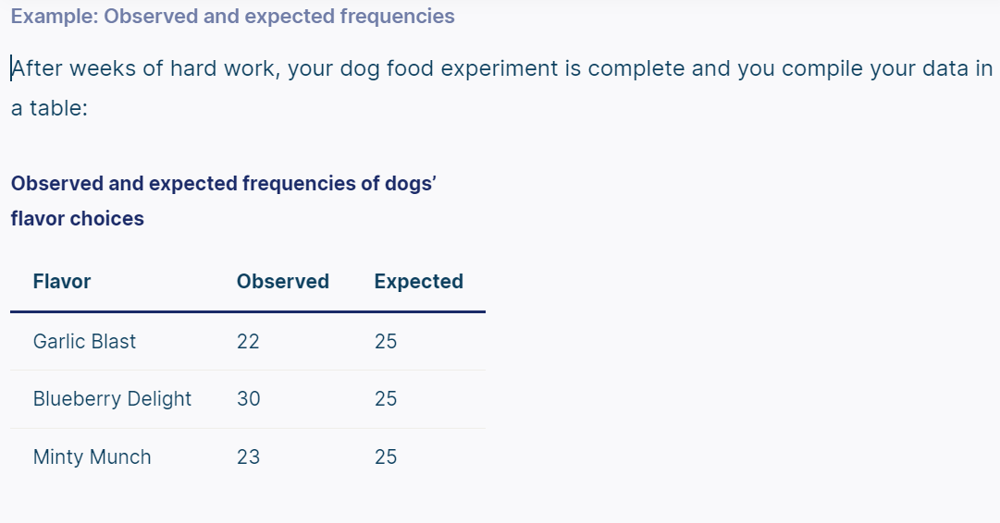 Example: Observed and expected frequencies
After weeks of hard work, your dog food experiment is complete and you compile your data in
a table:
Observed and expected frequencies of dogs’
flavor choices
Flavor Observed Expected
Garlic Blast 22 25
Blueberry Delight 30 25
Minty Munch 23 25